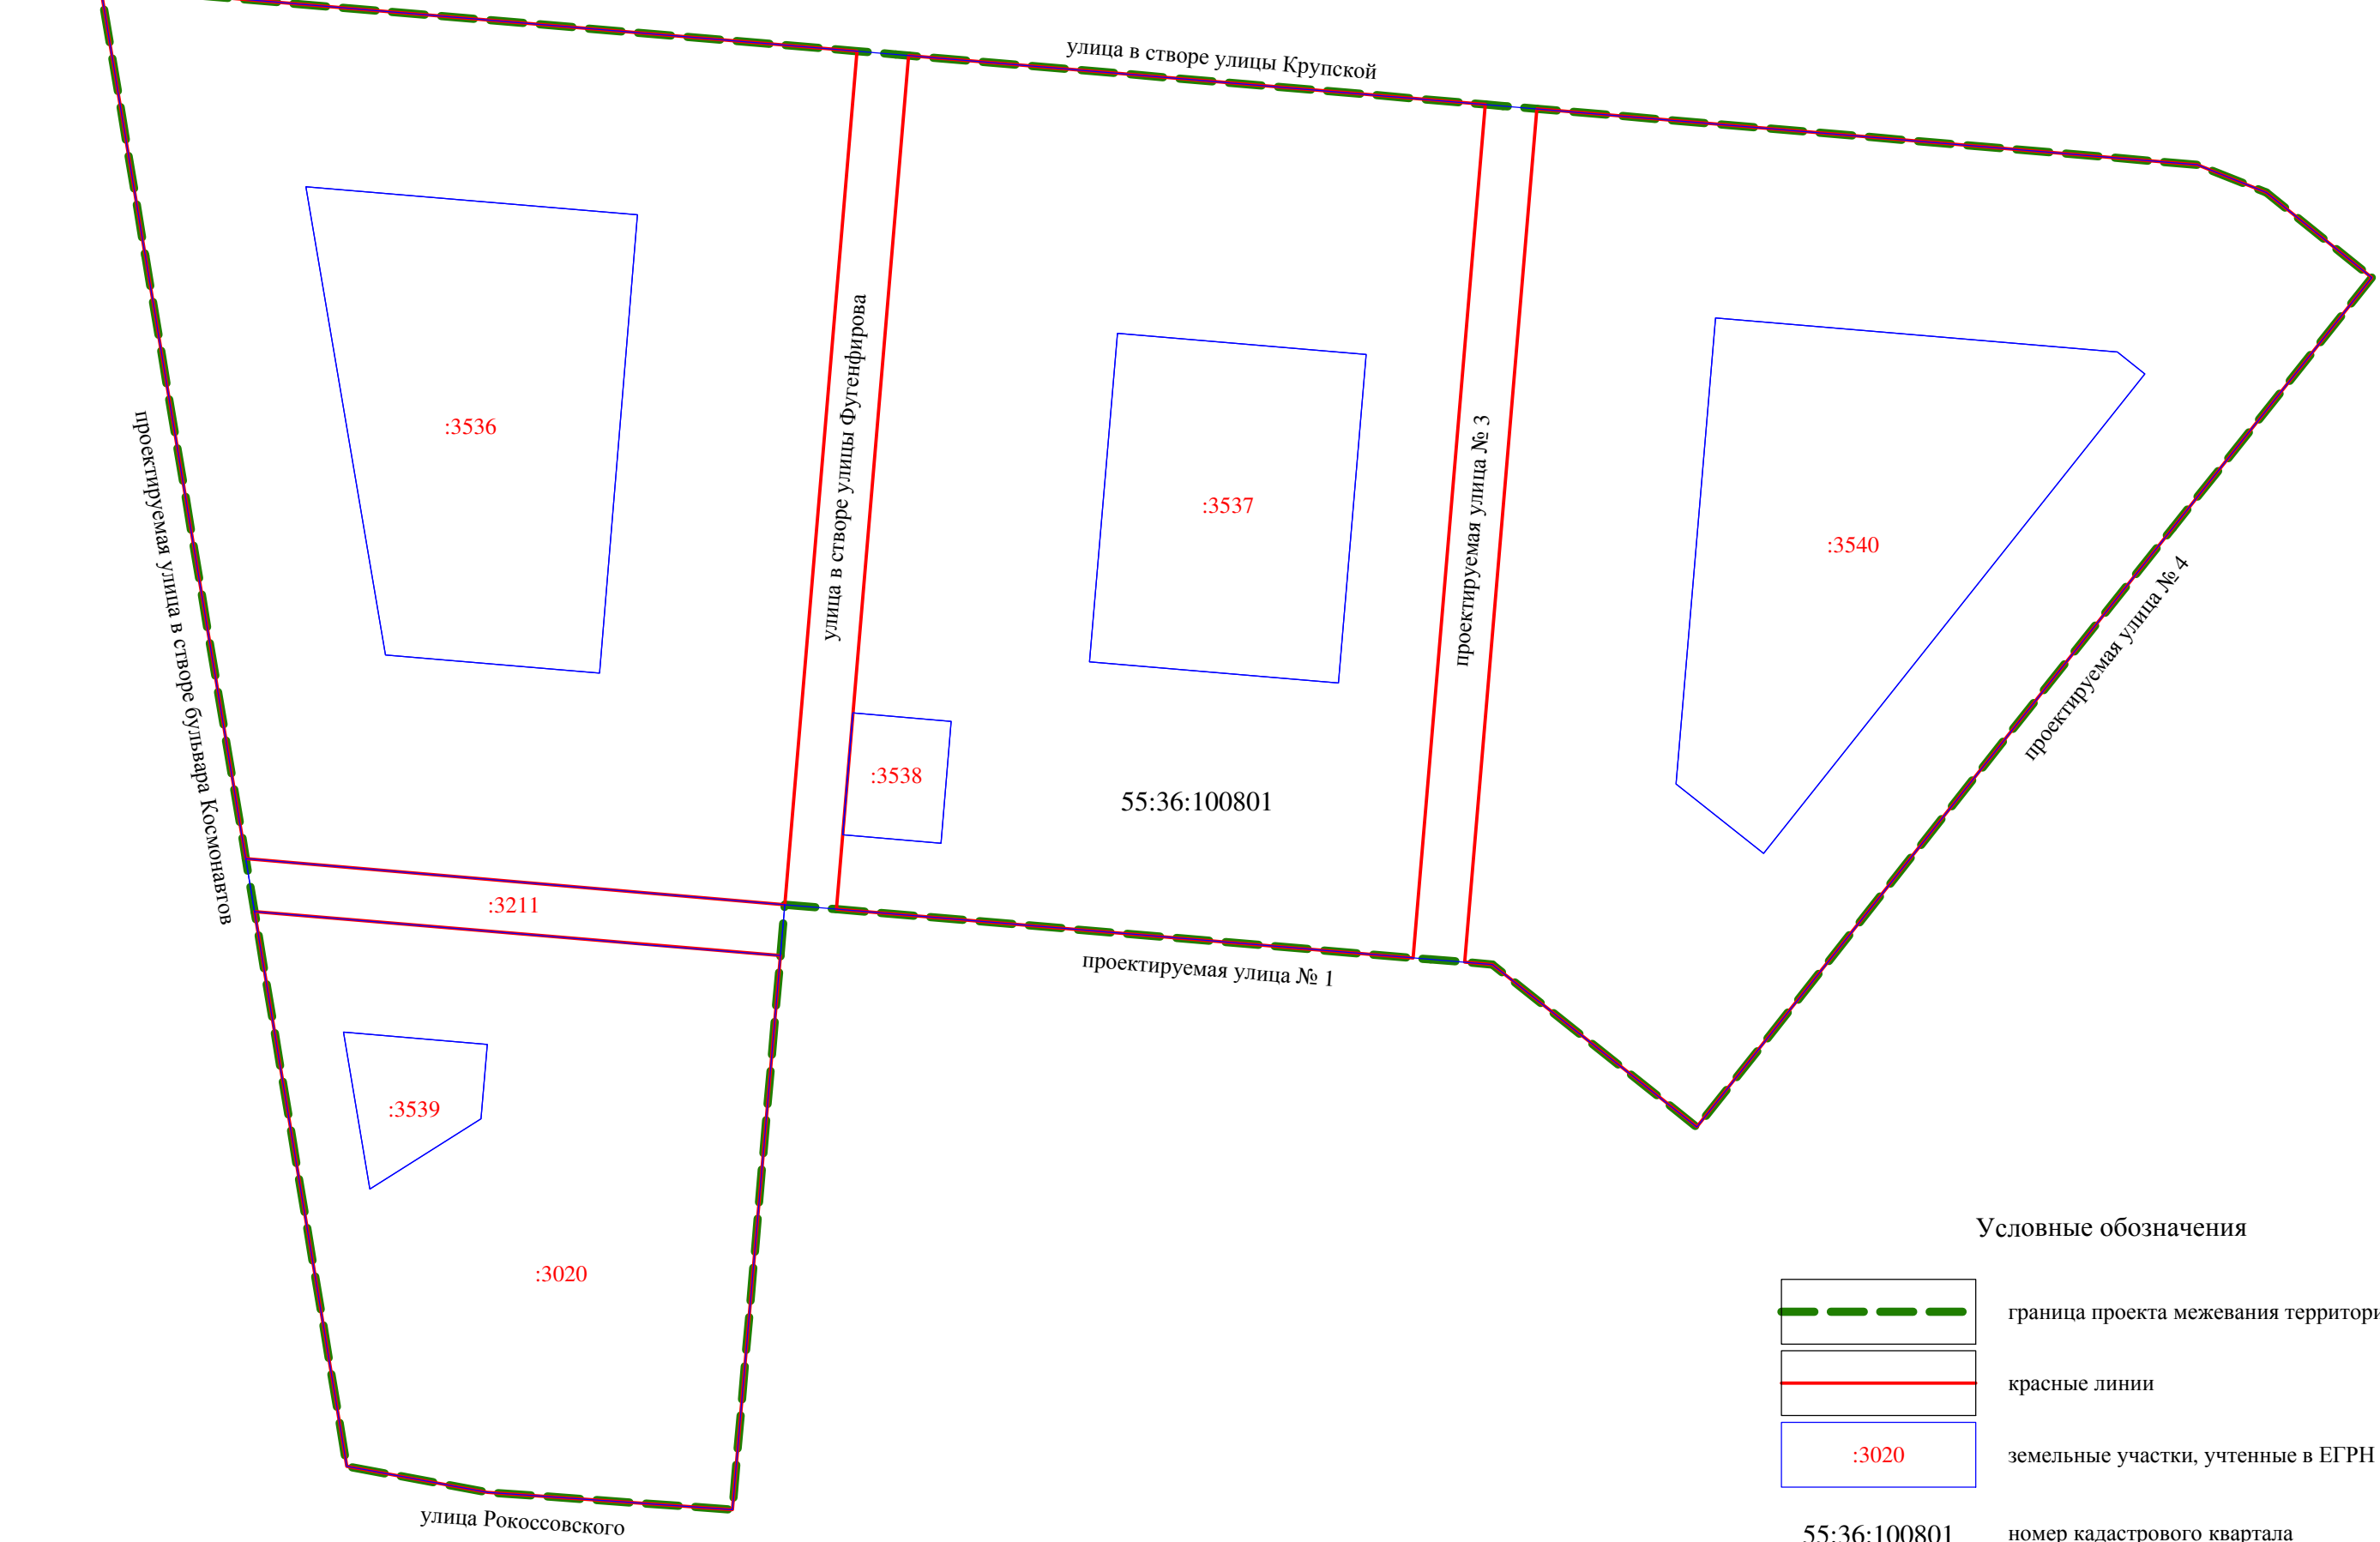 улица в створе улицы Крупской
:3536
улица в створе улицы Фугенфирова
:3537
проектируемая улица № 3
:3540
проектируемая улица № 4
проектируемая улица в створе бульвара Космонавтов
:3538
55:36:100801
:3211
проектируемая улица № 1
:3539
:3020
улица Рокоссовского
Условные обозначения
граница проекта межевания территори
красные линии
:3020 земельные участки, учтенные в ЕГРН
55:36:100801 номер кадастрового квартала